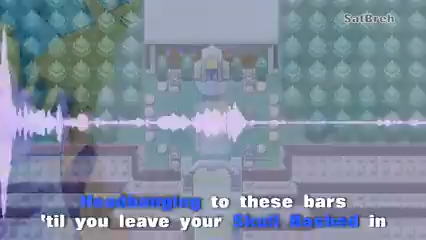 SatBreh
Headbanging to these bars
'til you leave your Skull Bashed in